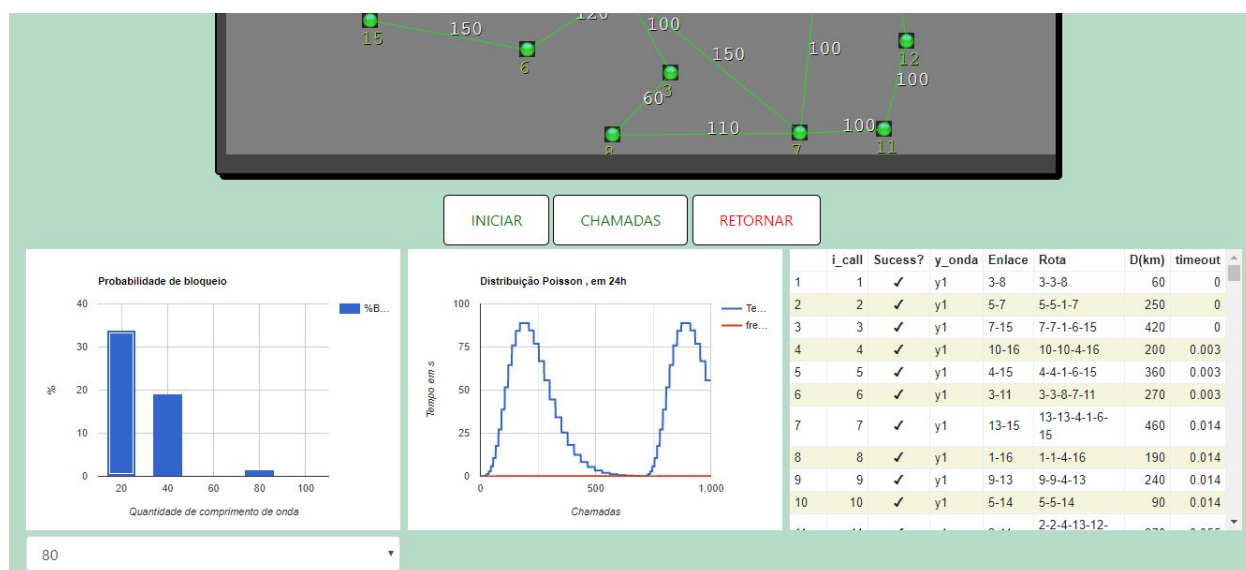 120
15
150
100
6
150
100
12
3
100
60
110
100
7
11
INICIAR
CHAMADAS
RETORNAR
Probabilidade de bloqueio
40
30
20
10
0
%
20 40 60 80 100
Quantidade de comprimento de onda
%B...
Distribuição Poisson , em 24h
100
75
50
25
0
Tempo em s
0 500 1,000
Chamadas
Te...
fre...
i_call Sucess? y_onda Enlace Rota D(km) timeout
1 1 ✓ y1 3-8 3-3-8 60 0
2 2 ✓ y1 5-7 5-5-1-7 250 0
3 3 ✓ y1 7-15 7-7-1-6-15 420 0
4 4 ✓ y1 10-16 10-10-4-16 200 0.003
5 5 ✓ y1 4-15 4-4-1-6-15 360 0.003
6 6 ✓ y1 3-11 3-3-8-7-11 270 0.003
7 7 ✓ y1 13-15 13-13-4-1-6- 460 0.014
15
8 8 ✓ y1 1-16 1-1-4-16 190 0.014
9 9 ✓ y1 9-13 9-9-4-13 240 0.014
10 10 ✓ y1 5-14 5-5-14 90 0.014
2-2-4-13-12-
80